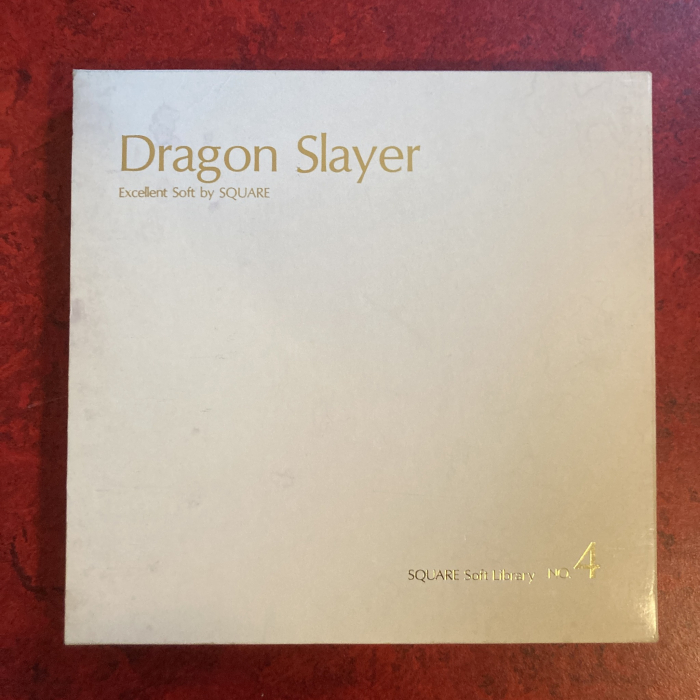 Dragon Slayer
Excellent Soft by SQUARE
SQUARE Soft Library NO. 4